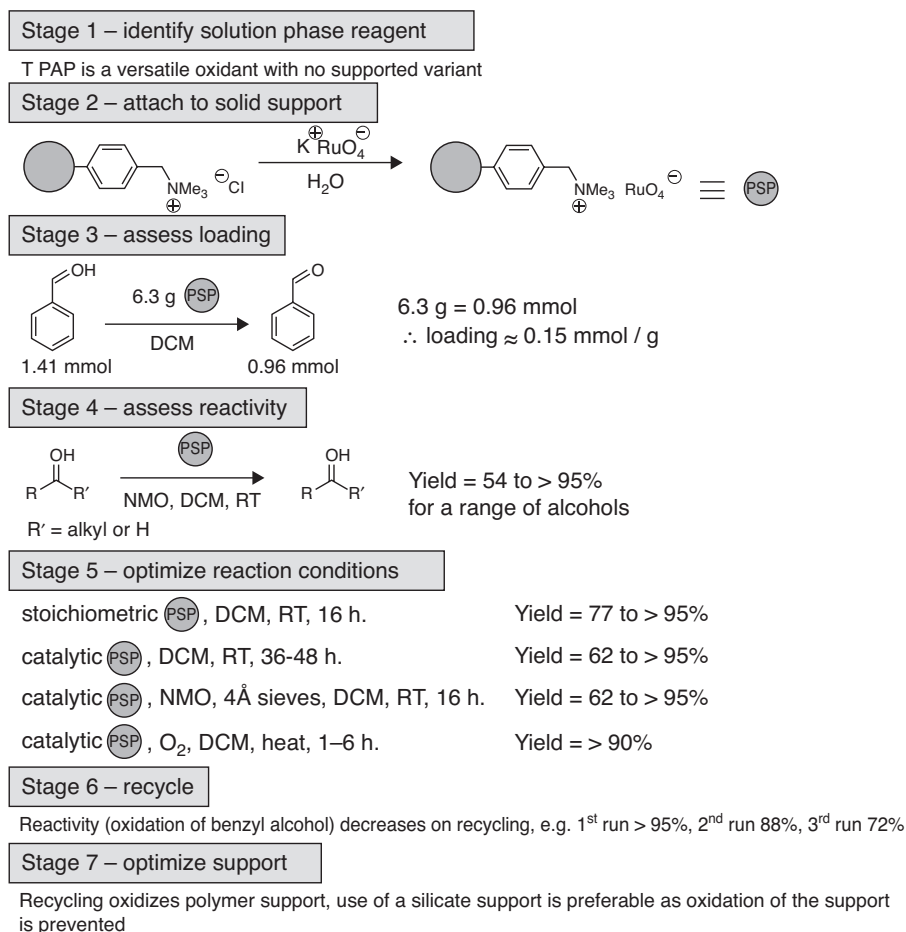 Stage 1 – identify solution phase reagent
T PAP is a versatile oxidant with no supported variant
Stage 2 – attach to solid support
K⊕ RuO4⊖
H2O
NMe3 ⊖Cl
⊕
NMe3 RuO4⊖ ≡ PSP
⊕
Stage 3 – assess loading
OH
6.3 g PSP
DCM
O
1.41 mmol
0.96 mmol
6.3 g = 0.96 mmol
∴ loading ≈ 0.15 mmol / g
Stage 4 – assess reactivity
OH
R R′
PSP
NMO, DCM, RT
OH
R R′
R′ = alkyl or H
Yield = 54 to > 95%
for a range of alcohols
Stage 5 – optimize reaction conditions
stoichiometric PSP , DCM, RT, 16 h. Yield = 77 to > 95%
catalytic PSP , DCM, RT, 36-48 h. Yield = 62 to > 95%
catalytic PSP , NMO, 4Å sieves, DCM, RT, 16 h. Yield = 62 to > 95%
catalytic PSP , O2, DCM, heat, 1–6 h. Yield = > 90%
Stage 6 – recycle
Reactivity (oxidation of benzyl alcohol) decreases on recycling, e.g. 1st run > 95%, 2nd run 88%, 3rd run 72%
Stage 7 – optimize support
Recycling oxidizes polymer support, use of a silicate support is preferable as oxidation of the support
is prevented